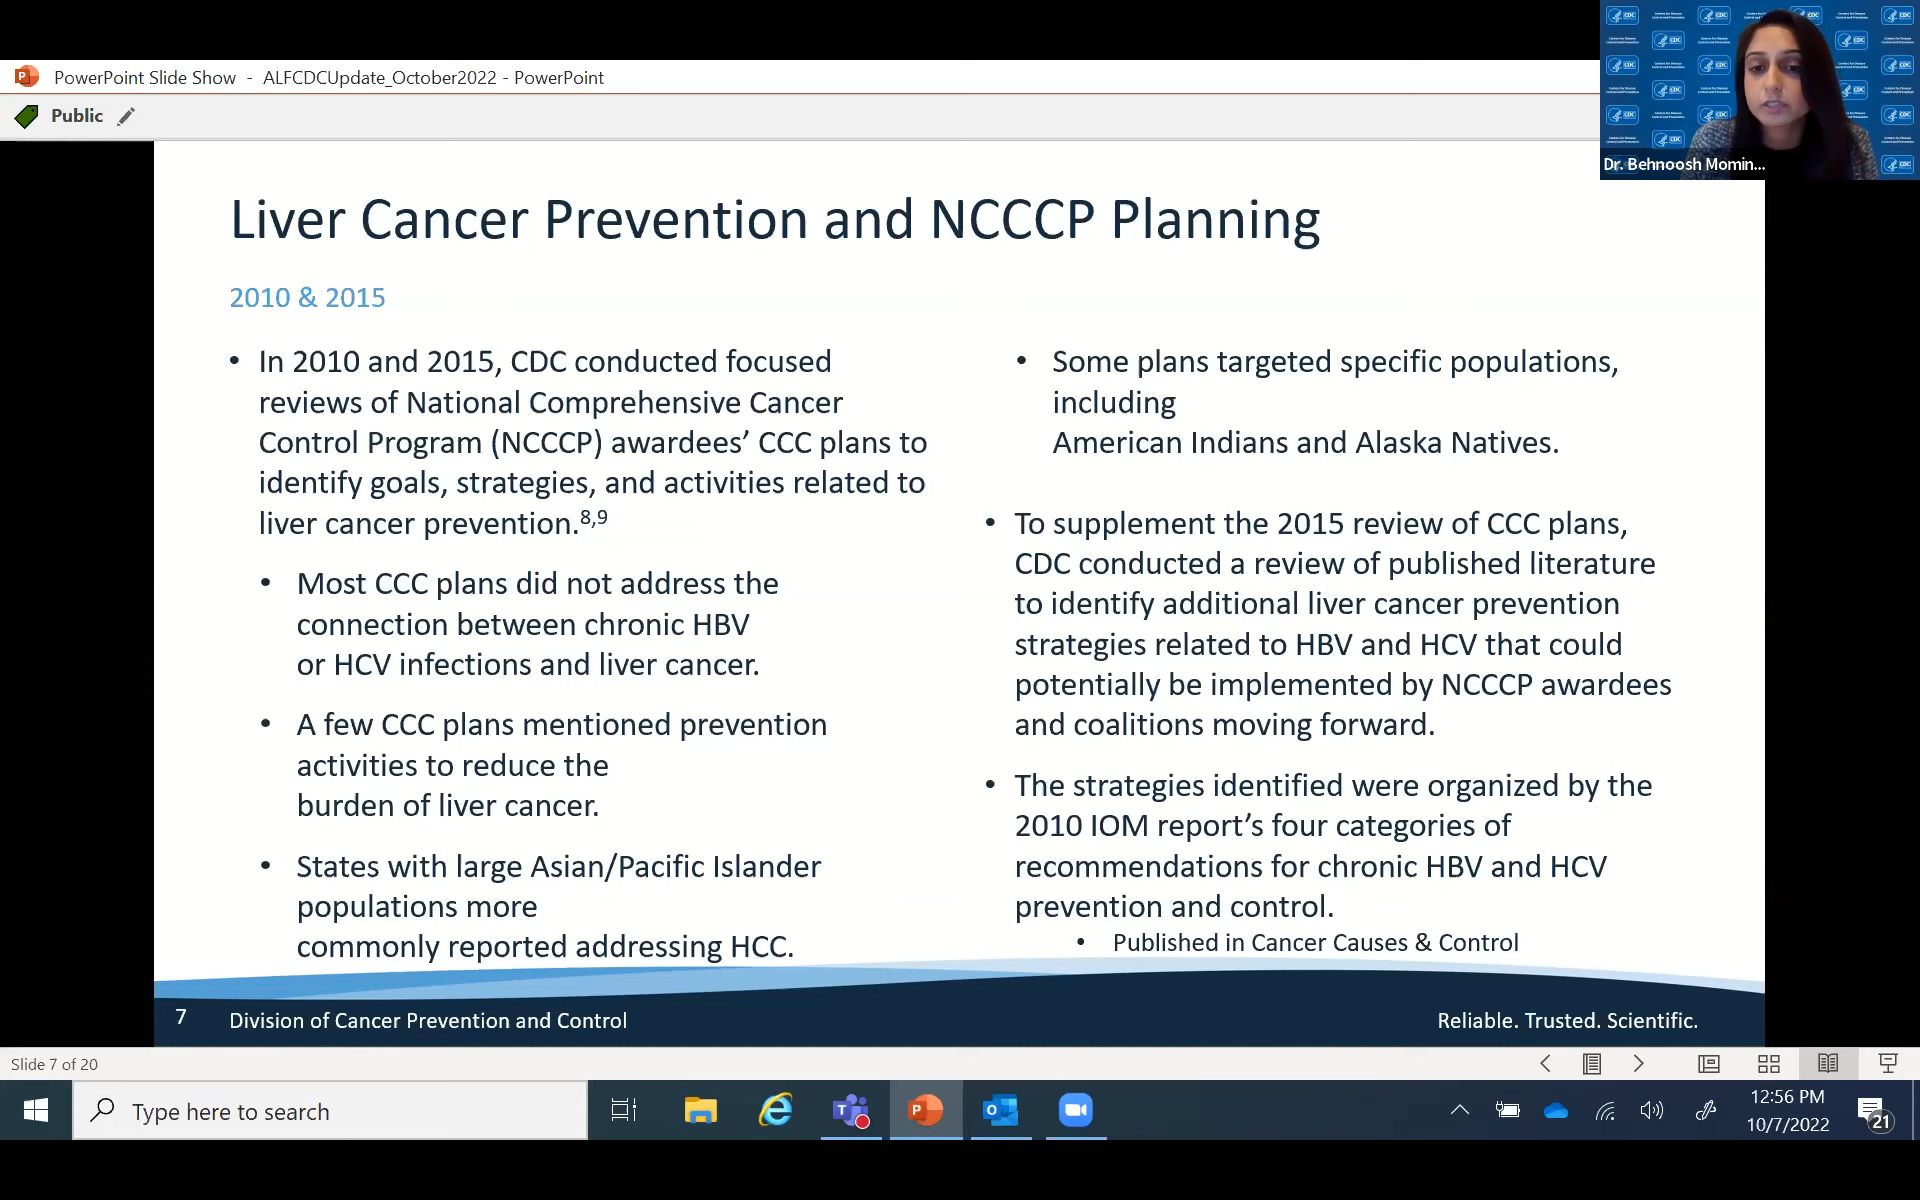 PowerPoint Slide Show - ALFCDCUpdate_October2022 - PowerPoint
Public
Dr. Behnoosh Momin...
Liver Cancer Prevention and NCCCP Planning
2010 & 2015
• In 2010 and 2015, CDC conducted focused
reviews of National Comprehensive Cancer
Control Program (NCCCP) awardees’ CCC plans to
identify goals, strategies, and activities related to
liver cancer prevention.8,9
• Most CCC plans did not address the
connection between chronic HBV
or HCV infections and liver cancer.
• A few CCC plans mentioned prevention
activities to reduce the
burden of liver cancer.
• States with large Asian/Pacific Islander
populations more
commonly reported addressing HCC.
• Some plans targeted specific populations,
including
American Indians and Alaska Natives.
• To supplement the 2015 review of CCC plans,
CDC conducted a review of published literature
to identify additional liver cancer prevention
strategies related to HBV and HCV that could
potentially be implemented by NCCCP awardees
and coalitions moving forward.
• The strategies identified were organized by the
2010 IOM report’s four categories of
recommendations for chronic HBV and HCV
prevention and control.
• Published in Cancer Causes & Control
7 Division of Cancer Prevention and Control
Reliable. Trusted. Scientific.
Slide 7 of 20
Type here to search
12:56 PM
10/7/2022
21